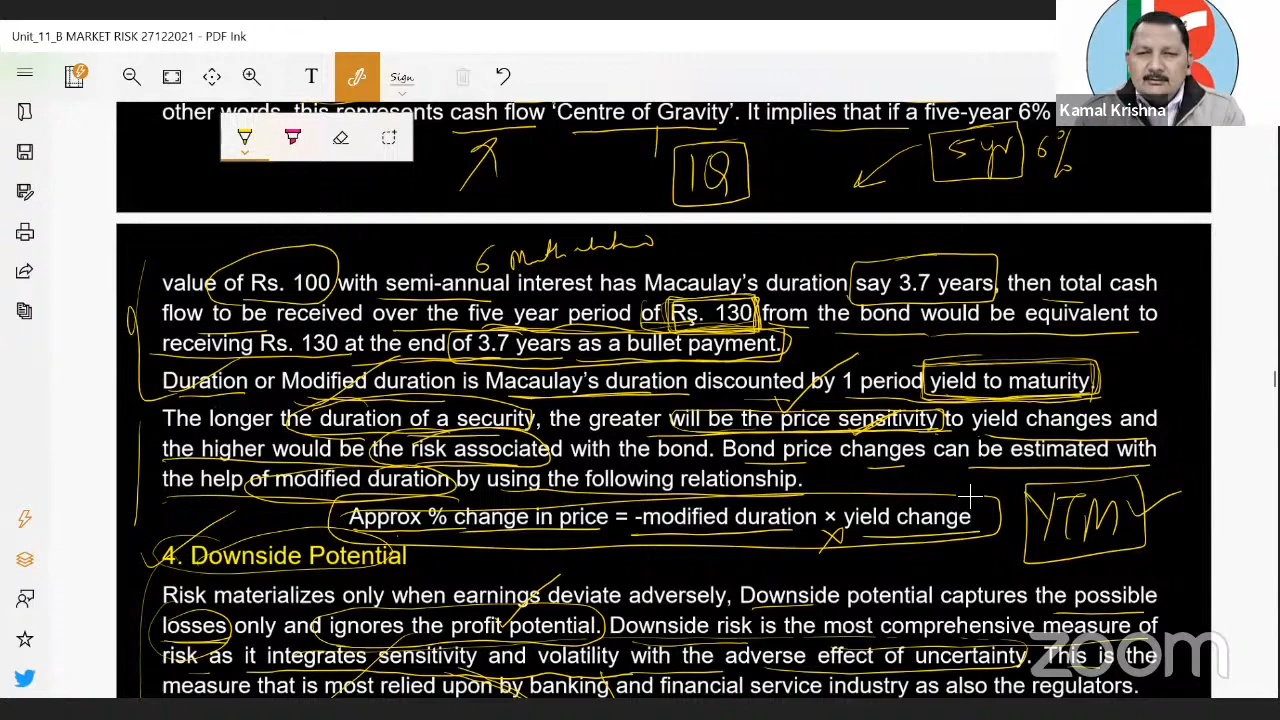 Unit_11_B MARKET RISK 27122021 - PDF Ink
T Sign
Kamal Krishna
other words, this represents cash flow ‘Centre of Gravity’. It implies that if a five-year 6%
5 yr 6%
6
value of Rs. 100 with semi-annual interest has Macaulay’s duration say 3.7 years, then total cash
flow to be received over the five year period of Rs. 130 from the bond would be equivalent to
receiving Rs. 130 at the end of 3.7 years as a bullet payment.
Duration or Modified duration is Macaulay’s duration discounted by 1 period yield to maturity.
The longer the duration of a security, the greater will be the price sensitivity to yield changes and
the higher would be the risk associated with the bond. Bond price changes can be estimated with
the help of modified duration by using the following relationship.
Approx % change in price = -modified duration × yield change
YTM
4. Downside Potential
Risk materializes only when earnings deviate adversely, Downside potential captures the possible
losses only and ignores the profit potential. Downside risk is the most comprehensive measure of
risk as it integrates sensitivity and volatility with the adverse effect of uncertainty. This is the
measure that is most relied upon by banking and financial service industry as also the regulators.
zoom